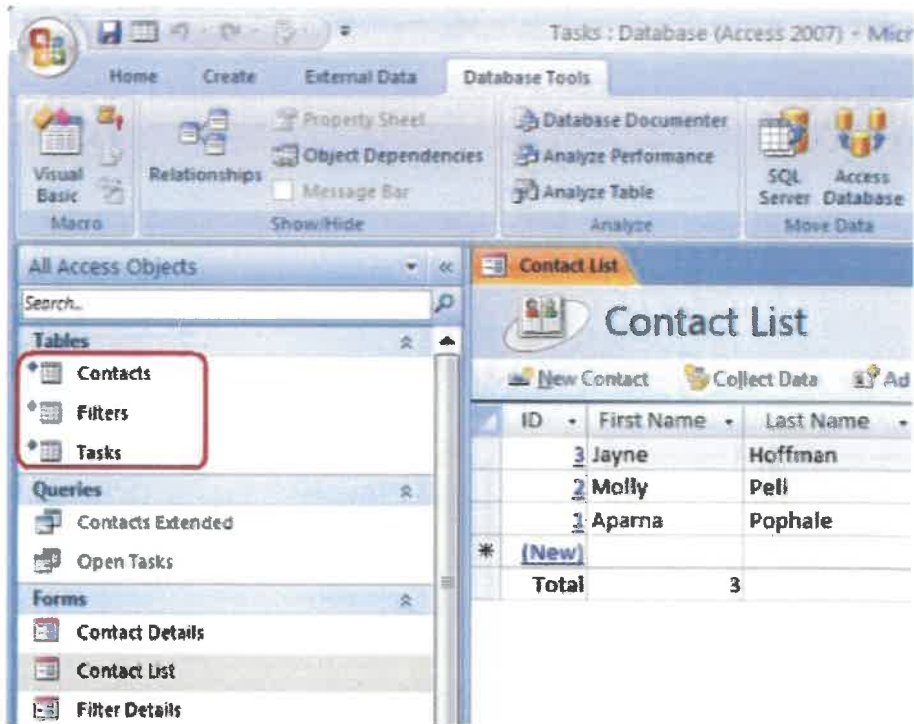 Tasks : Database (Access 2007) - Micr
Home Create External Data Database Tools
Visual Basic
Macro
Relationships
Property Sheet
Object Dependencies
Message Bar
Show/Hide
Database Documenter
Analyze Performance
Analyze Table
Analyze
SQL Server
Access Database
Move Data
All Access Objects
Search..
Tables
Contacts
Filters
Tasks
Queries
Contacts Extended
Open Tasks
Forms
Contact Details
Contact List
Filter Details
Contact List
Contact List
New Contact Collect Data Ad
ID First Name Last Name
3 Jayne Hoffman
2 Molly Pell
1 Aparna Pophale
(New)
Total 3